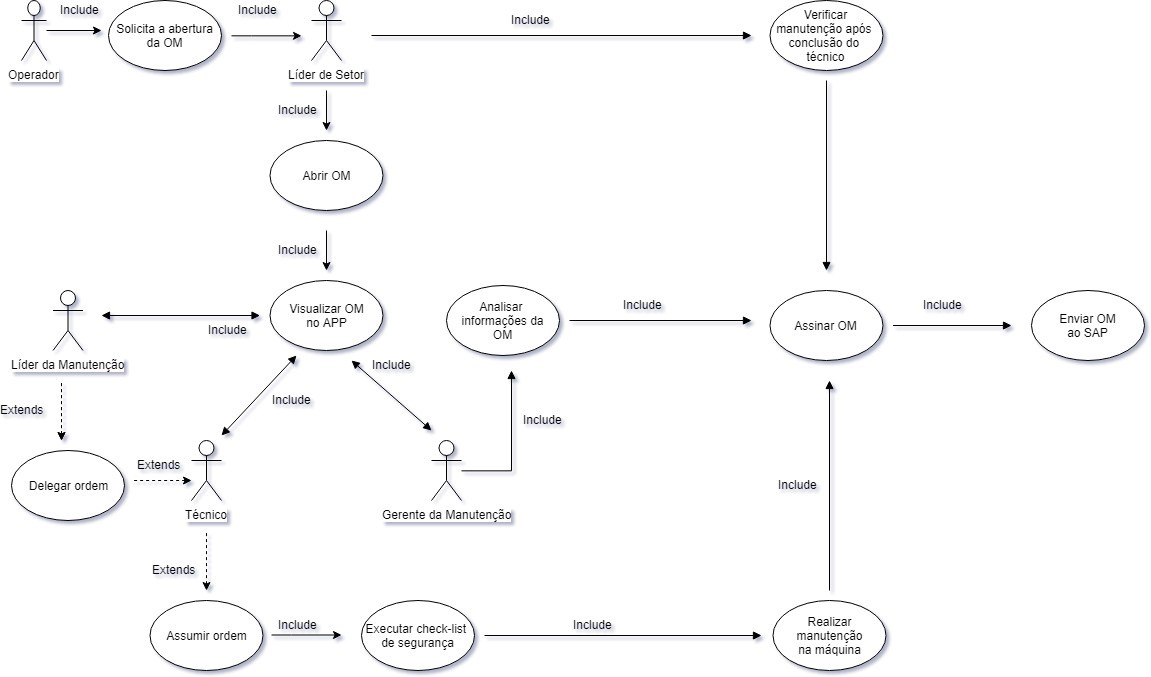 Include
Solicita a abertura
da OM
Include
Include
Verificar
manutenção após
conclusão do
técnico
Operador
Líder de Setor
Include
Abrir OM
Include
Visualizar OM
no APP
Analisar
informações da
OM
Include
Assinar OM
Include
Enviar OM
ao SAP
Include
Líder da Manutenção
Include
Include
Extends
Include
Delegar ordem
Extends
Técnico
Gerente da Manutenção
Include
Extends
Assumir ordem
Include
Executar check-list
de segurança
Include
Realizar
manutenção
na máquina